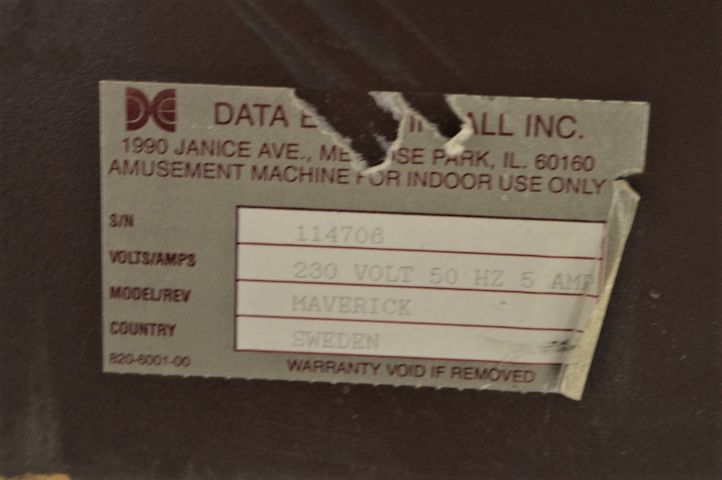 DE DATA E   ALL INC.
1990 JANICE AVE., ME   OSE PARK, IL. 60160
AMUSEMENT MACHINE FOR INDOOR USE ONLY
S/N 114706
VOLTS/AMPS 230 VOLT 50 HZ 5 AMP
MODEL/REV MAVERICK
COUNTRY SWEDEN
820-6001-00 WARRANTY VOID IF REMOVED